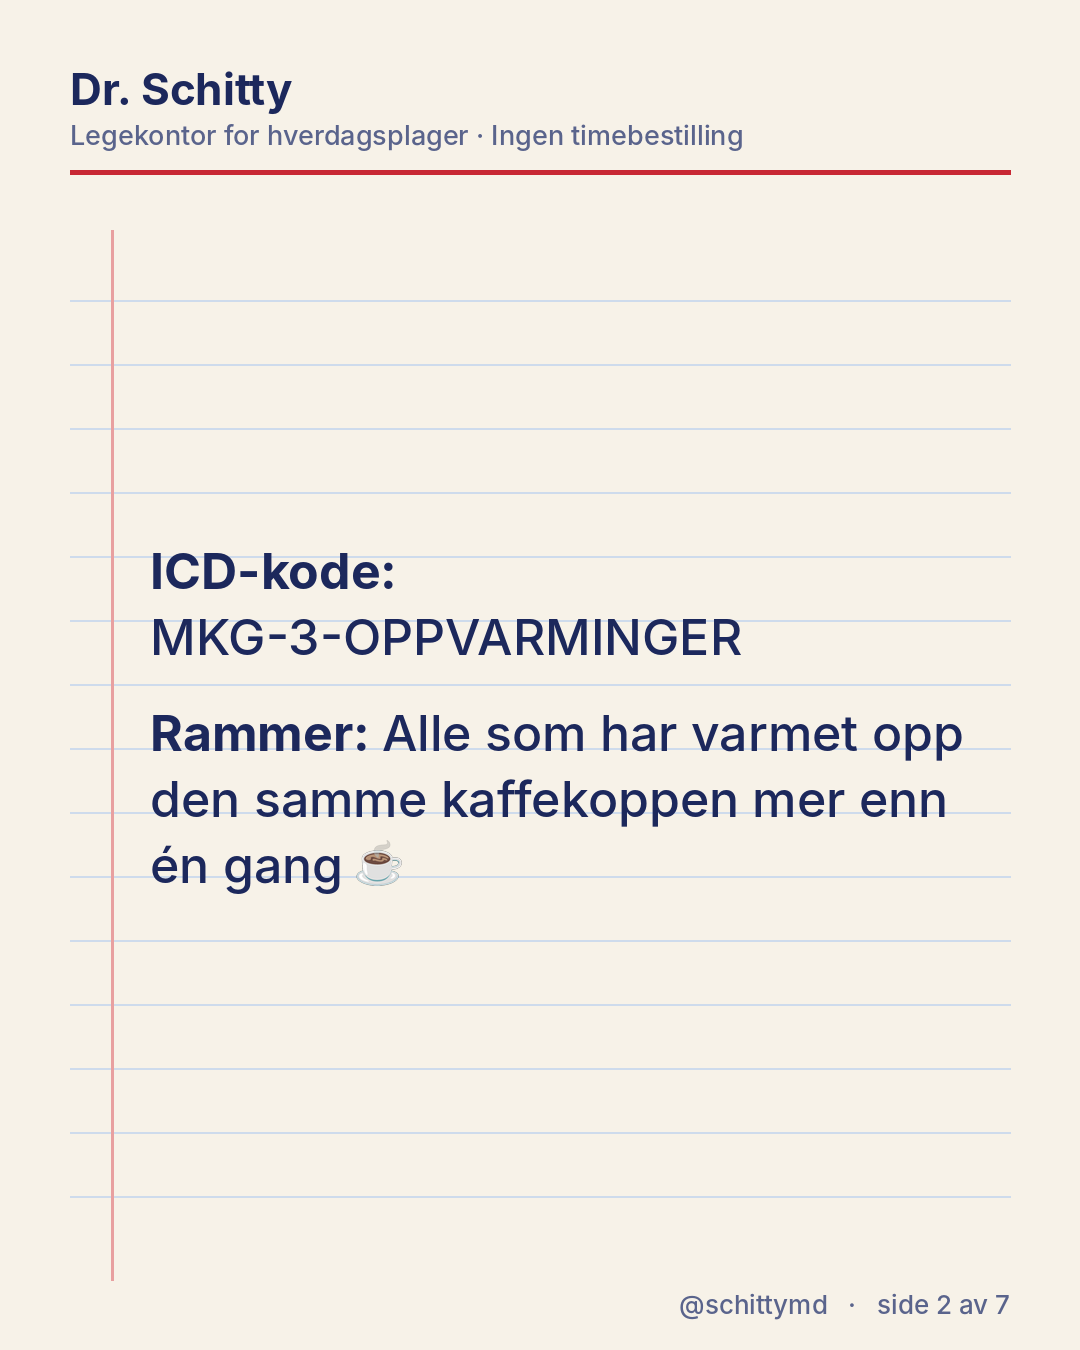 Dr. Schitty
Legekontor for hverdagsplager · Ingen timebestilling
ICD-kode:
MKG-3-OPPVARMINGER
Rammer: Alle som har varmet opp
den samme kaffekoppen mer enn
én gang ☕
@schittymd · side 2 av 7